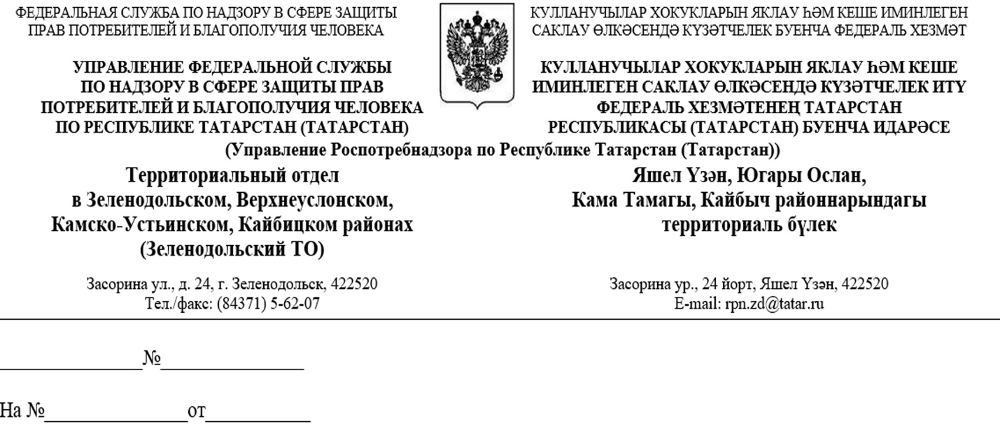 ФЕДЕРАЛЬНАЯ СЛУЖБА ПО НАДЗОРУ В СФЕРЕ ЗАЩИТЫ
ПРАВ ПОТРЕБИТЕЛЕЙ И БЛАГОПОЛУЧИЯ ЧЕЛОВЕКА
УПРАВЛЕНИЕ ФЕДЕРАЛЬНОЙ СЛУЖБЫ
ПО НАДЗОРУ В СФЕРЕ ЗАЩИТЫ ПРАВ
ПОТРЕБИТЕЛЕЙ И БЛАГОПОЛУЧИЯ ЧЕЛОВЕКА
ПО РЕСПУБЛИКЕ ТАТАРСТАН (ТАТАРСТАН)
КУЛЛАНУЧЫЛАР ХОКУКЛАРЫН ЯКЛАУ ҺӘМ КЕШЕ ИМИНЛЕГЕН
САКЛАУ ӨЛКӘСЕНДӘ КҮЗӘТЧЕЛЕК БУЕНЧА ФЕДЕРАЛЬ ХЕЗМӘТ
КУЛЛАНУЧЫЛАР ХОКУКЛАРЫН ЯКЛАУ ҺӘМ КЕШЕ
ИМИНЛЕГЕН САКЛАУ ӨЛКӘСЕНДӘ КҮЗӘТЧЕЛЕК ИТҮ
ФЕДЕРАЛЬ ХЕЗМӘТЕНЕҢ ТАТАРСТАН
РЕСПУБЛИКАСЫ (ТАТАРСТАН) БУЕНЧА ИДАРӘСЕ
(Управление Роспотребнадзора по Республике Татарстан (Татарстан))
Территориальный отдел
в Зеленодольском, Верхнеуслонском,
Камско-Устьинском, Кайбицком районах
(Зеленодольский ТО)
Яшел Үзән, Югары Ослан,
Кама Тамагы, Кайбыч районнарындагы
территориаль бүлек
Засорина ул., д. 24, г. Зеленодольск, 422520
Тел./факс: (84371) 5-62-07
Засорина ур., 24 йорт, Яшел Үзән, 422520
E-mail: rpn.zd@tatar.ru
_______________№_______________
На №_______________от___________